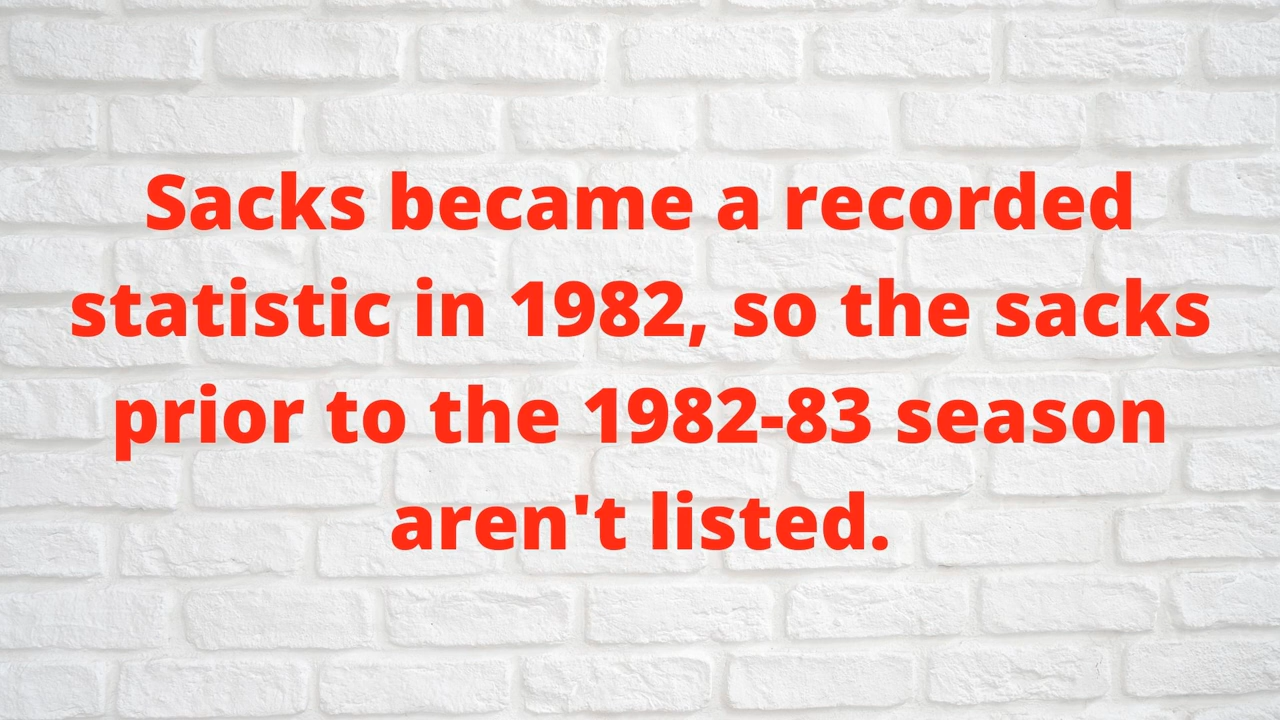 Sacks became a recorded
statistic in 1982, so the sacks
prior to the 1982-83 season
aren't listed.